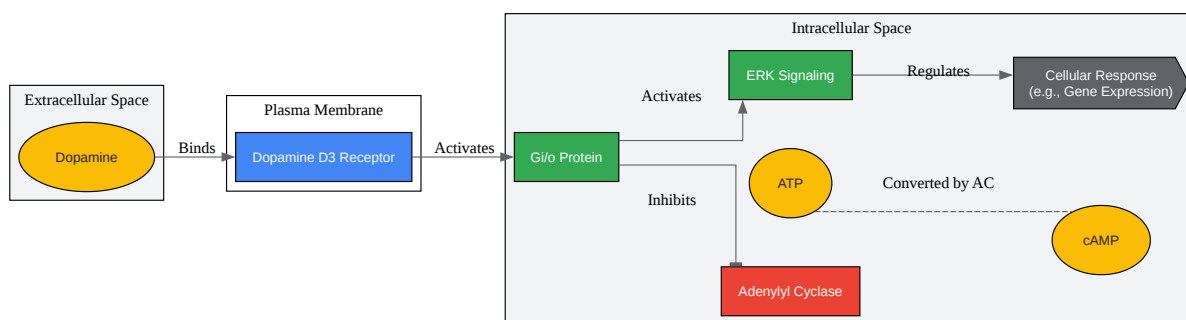 Intracellular Space
Extracellular Space
Dopamine
Binds
Plasma Membrane
Dopamine D3 Receptor
Activates
Gi/o Protein
Activates
Inhibits
ERK Signaling
Regulates
Cellular Response
(e.g., Gene Expression)
ATP
Converted by AC
cAMP
Adenylyl Cyclase